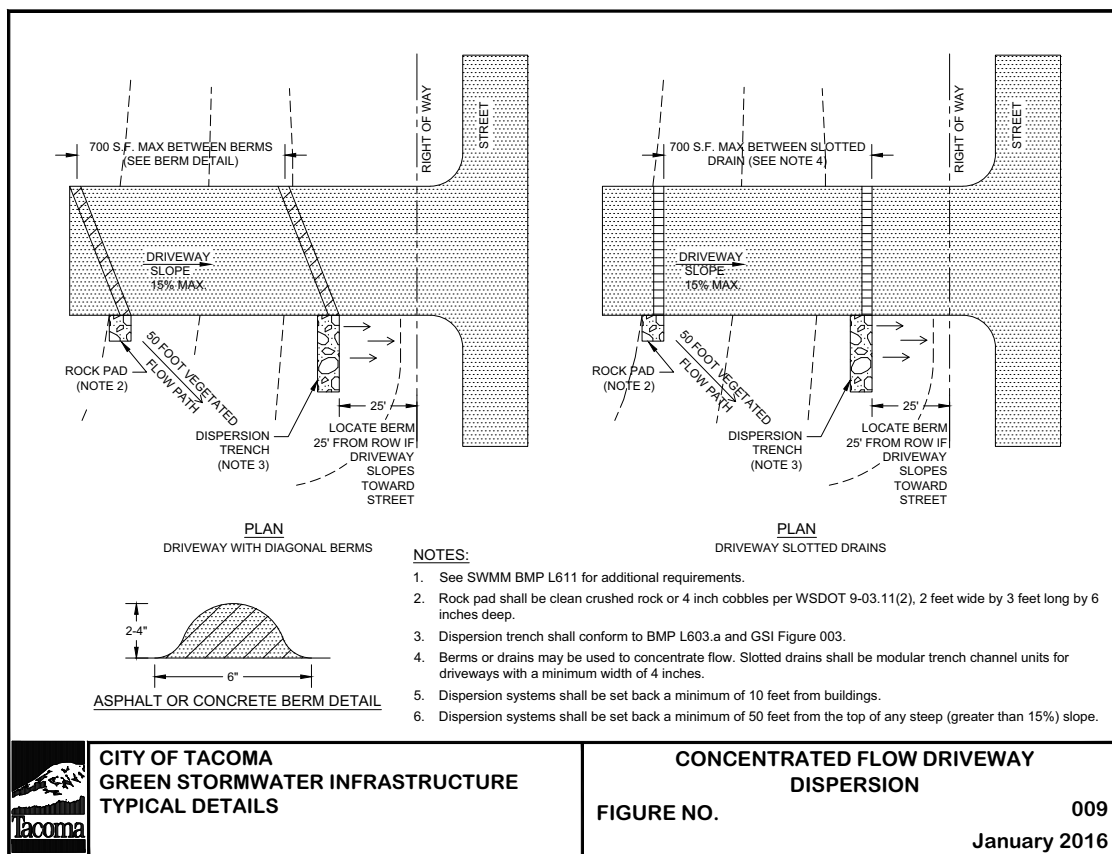 700 S.F. MAX BETWEEN BERMS
(SEE BERM DETAIL)
RIGHT OF WAY
STREET
DRIVEWAY
SLOPE
15% MAX.
ROCK PAD
(NOTE 2)
50 FOOT VEGETATED
FLOW PATH
DISPERSION
TRENCH
(NOTE 3)
25'
LOCATE BERM
25' FROM ROW IF
DRIVEWAY
SLOPES
TOWARD
STREET
PLAN
DRIVEWAY WITH DIAGONAL BERMS
700 S.F. MAX BETWEEN SLOTTED
DRAIN (SEE NOTE 4)
RIGHT OF WAY
STREET
DRIVEWAY
SLOPE
15% MAX.
ROCK PAD
(NOTE 2)
50 FOOT VEGETATED
FLOW PATH
DISPERSION
TRENCH
(NOTE 3)
25'
LOCATE BERM
25' FROM ROW IF
DRIVEWAY
SLOPES
TOWARD
STREET
PLAN
DRIVEWAY SLOTTED DRAINS
2-4"
6"
ASPHALT OR CONCRETE BERM DETAIL
NOTES:
1. See SWMM BMP L611 for additional requirements.
2. Rock pad shall be clean crushed rock or 4 inch cobbles per WSDOT 9-03.11(2), 2 feet wide by 3 feet long by 6
inches deep.
3. Dispersion trench shall conform to BMP L603.a and GSI Figure 003.
4. Berms or drains may be used to concentrate flow. Slotted drains shall be modular trench channel units for
driveways with a minimum width of 4 inches.
5. Dispersion systems shall be set back a minimum of 10 feet from buildings.
6. Dispersion systems shall be set back a minimum of 50 feet from the top of any steep (greater than 15%) slope.
Tacoma
CITY OF TACOMA
GREEN STORMWATER INFRASTRUCTURE
TYPICAL DETAILS
CONCENTRATED FLOW DRIVEWAY
DISPERSION
FIGURE NO. 009
January 2016